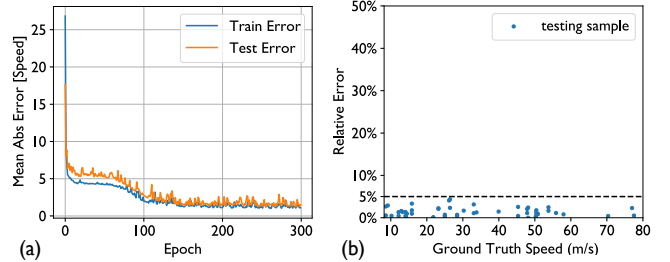 Train Error
Test Error
Mean Abs Error [Speed]
25
20
15
10
5
0
0
100
200
300
Epoch
(a)
testing sample
Relative Error
50%
40%
30%
20%
10%
5%
0%
10
20
30
40
50
60
70
80
Ground Truth Speed (m/s)
(b)